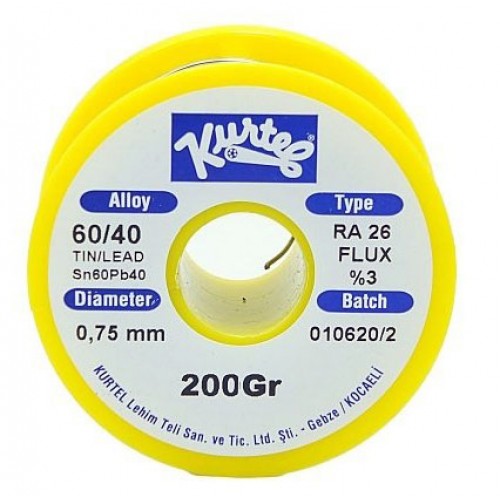 Kurtel®
Alloy
60/40
TIN/LEAD
Sn60Pb40
Diameter
0,75 mm
Type
RA 26
FLUX
%3
Batch
010620/2
200Gr
KURTEL Lehim Teli San. ve Tic. Ltd. Şti. - Gebze / KOCAELİ